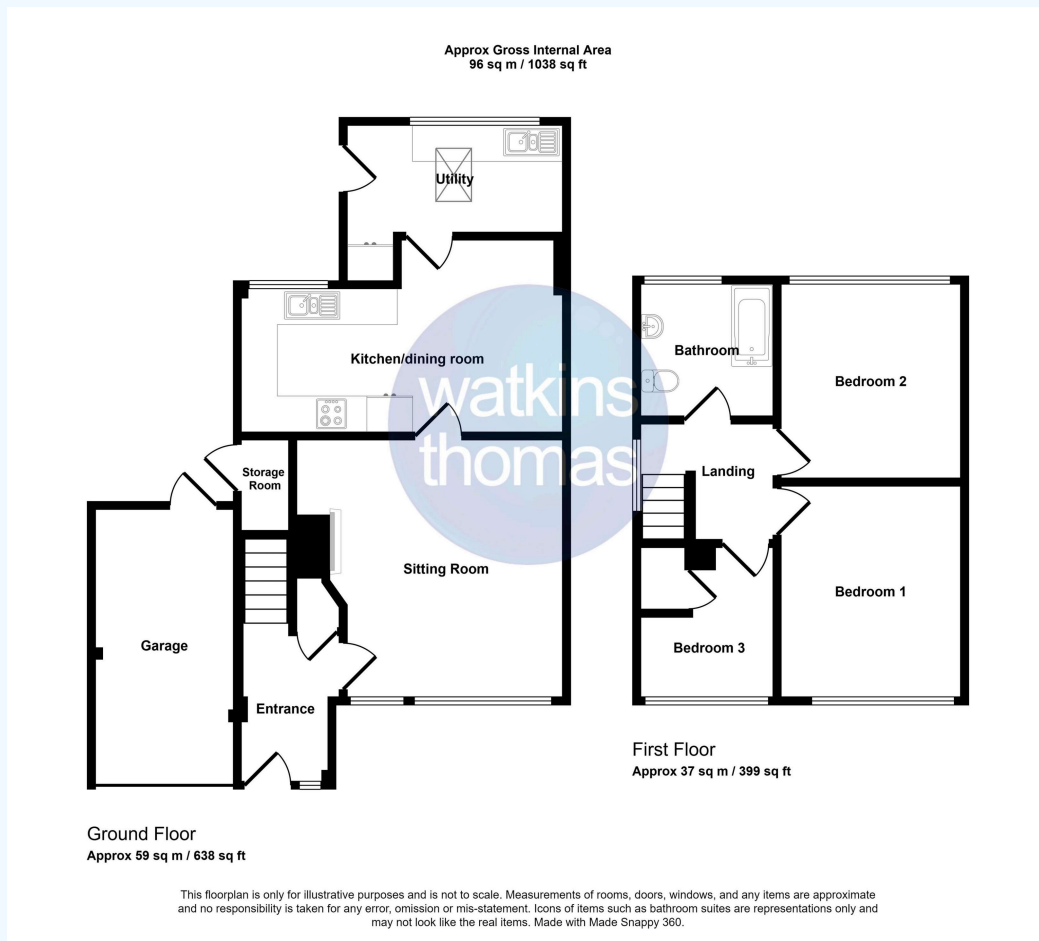 Approx Gross Internal Area
96 sq m / 1038 sq ft
Utility
Kitchen/dining room
Bathroom
Bedroom 2
watkins
thomas
Storage
Room
Landing
Sitting Room
Bedroom 1
Garage
Bedroom 3
Entrance
First Floor
Approx 37 sq m / 399 sq ft
Ground Floor
Approx 59 sq m / 638 sq ft
This floorplan is only for illustrative purposes and is not to scale. Measurements of rooms, doors, windows, and any items are approximate
and no responsibility is taken for any error, omission or mis-statement. Icons of items such as bathroom suites are representations only and
may not look like the real items. Made with Made Snappy 360.